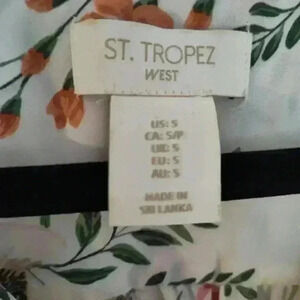 ST. TROPEZ
WEST
US: S
CA: S/P
UK: S
EU: S
AU: S
MADE IN
SRI LANKA